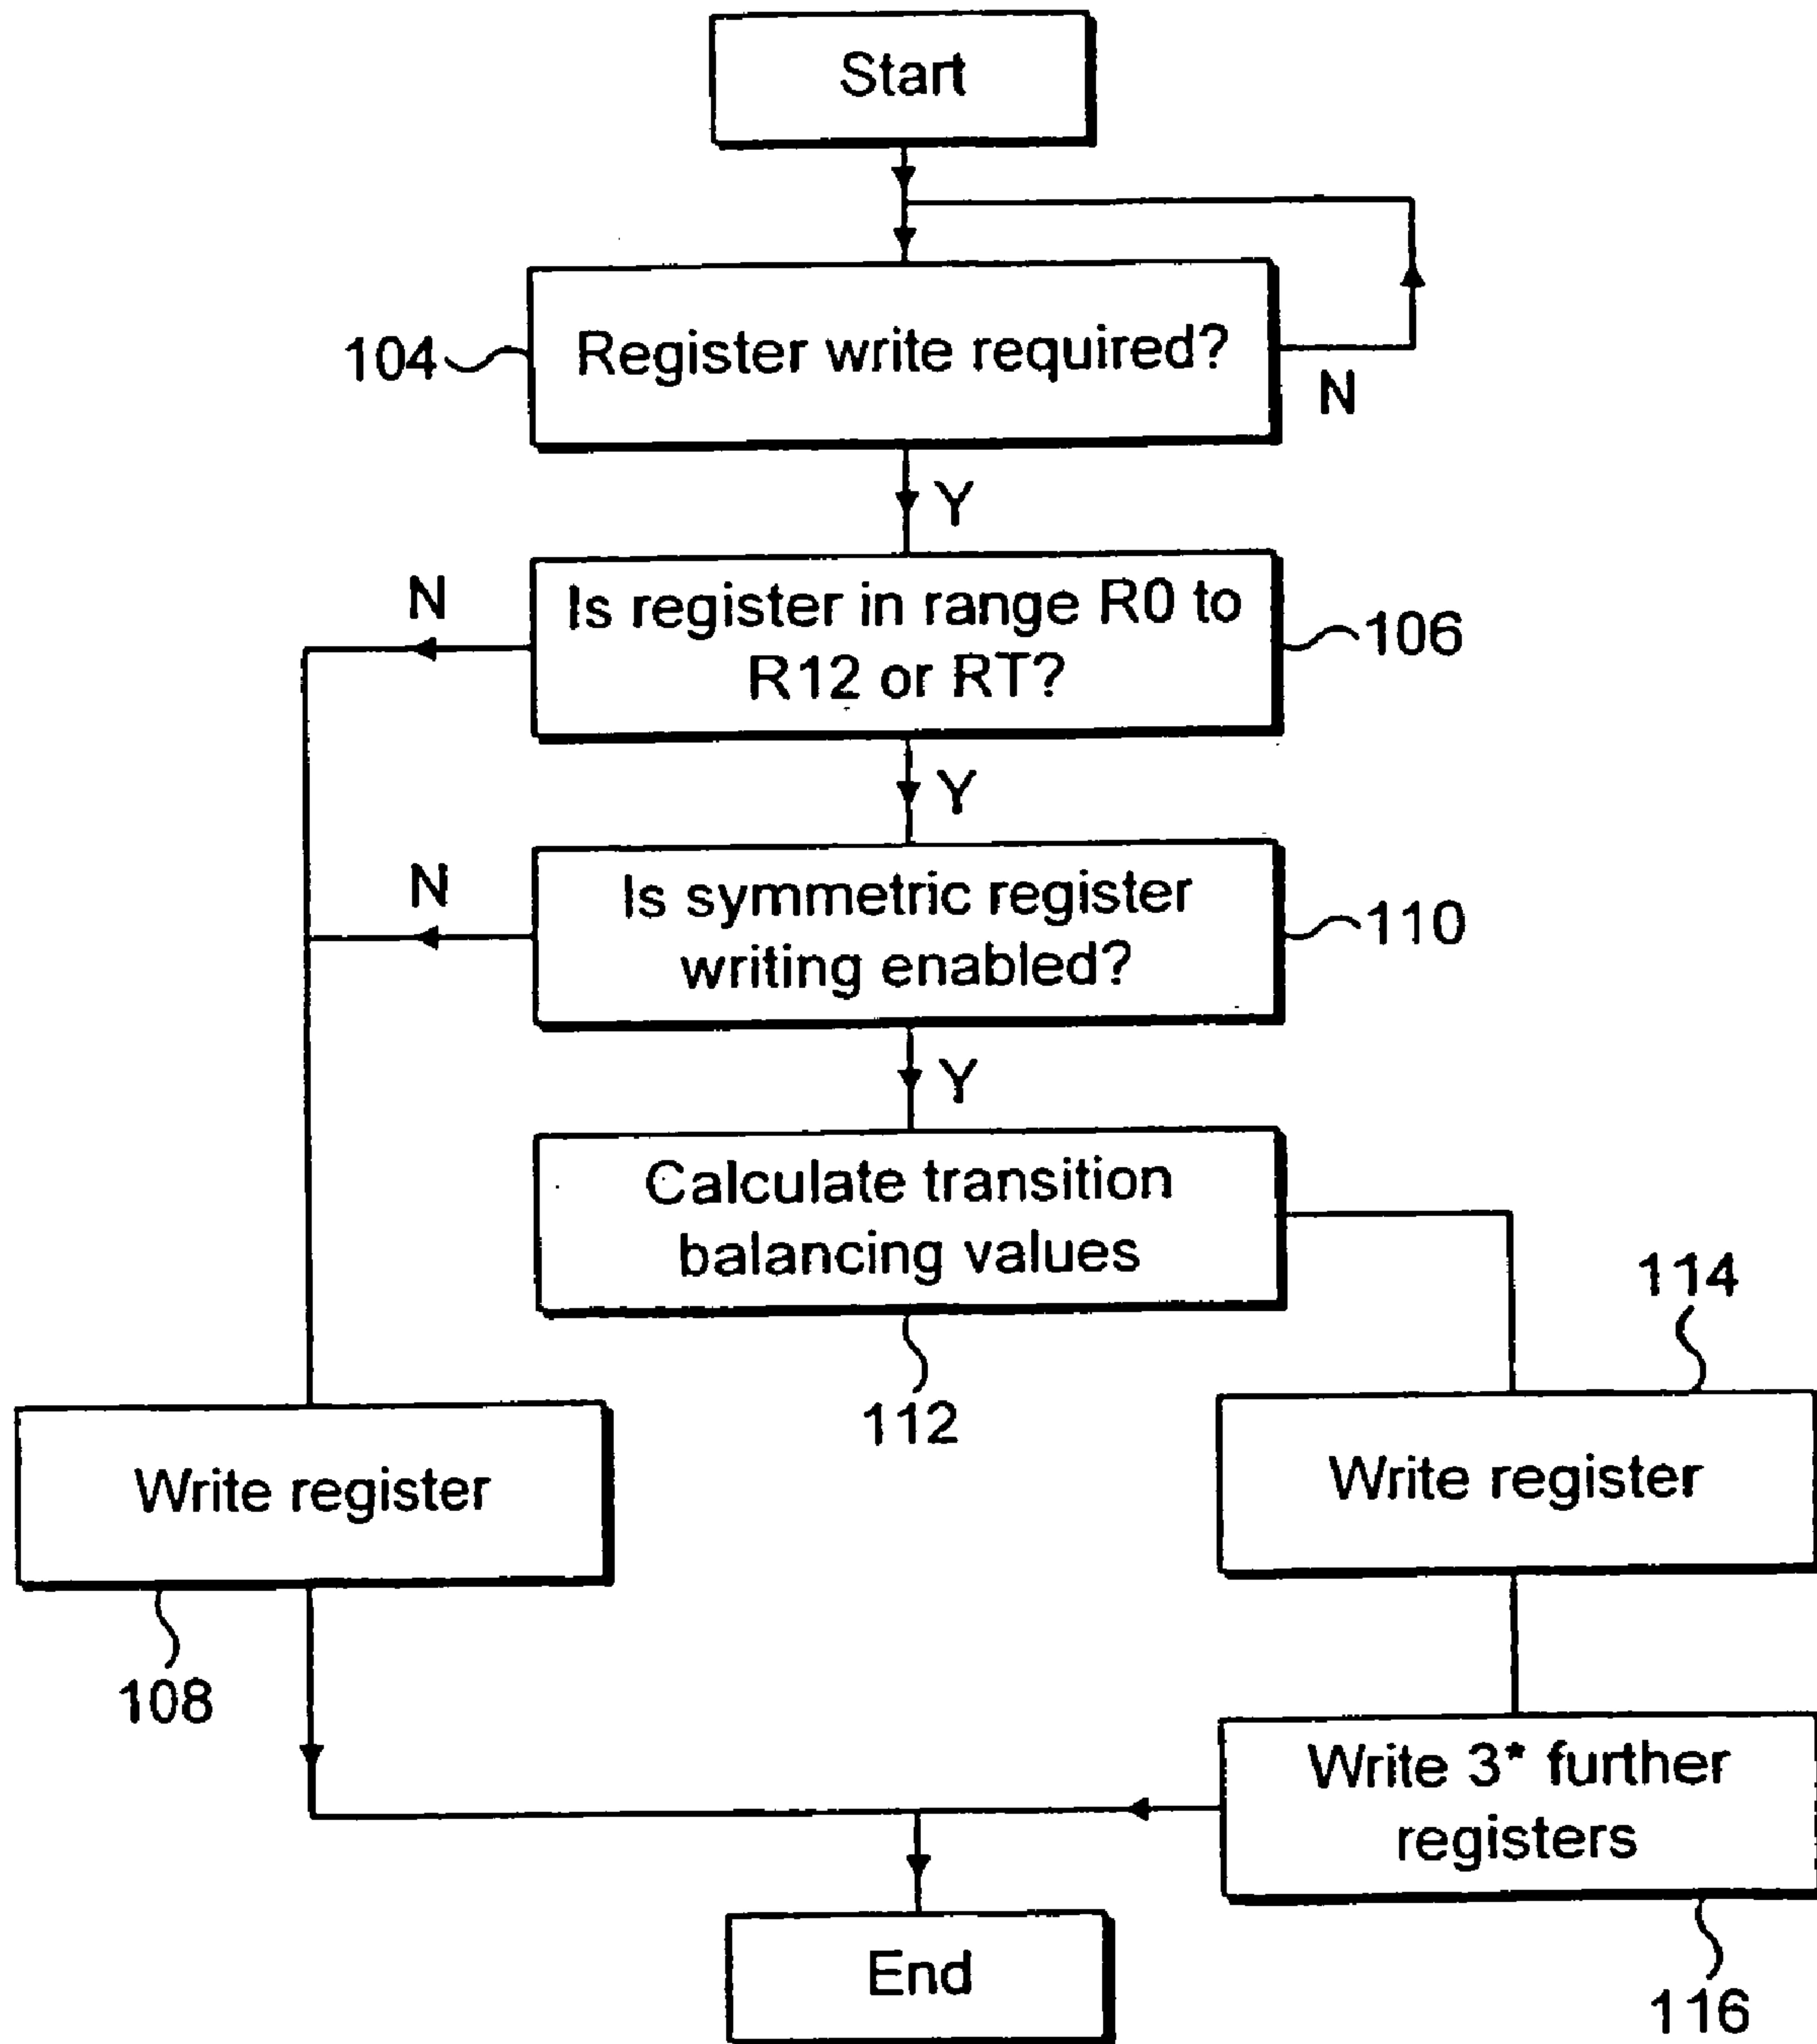 Start
104
Register write required?
N
Y
N
Is register in range R0 to
R12 or RT?
106
Y
N
Is symmetric register
writing enabled?
110
Y
Calculate transition
balancing values
112
114
Write register
108
Write register
Write 3* further
registers
116
End